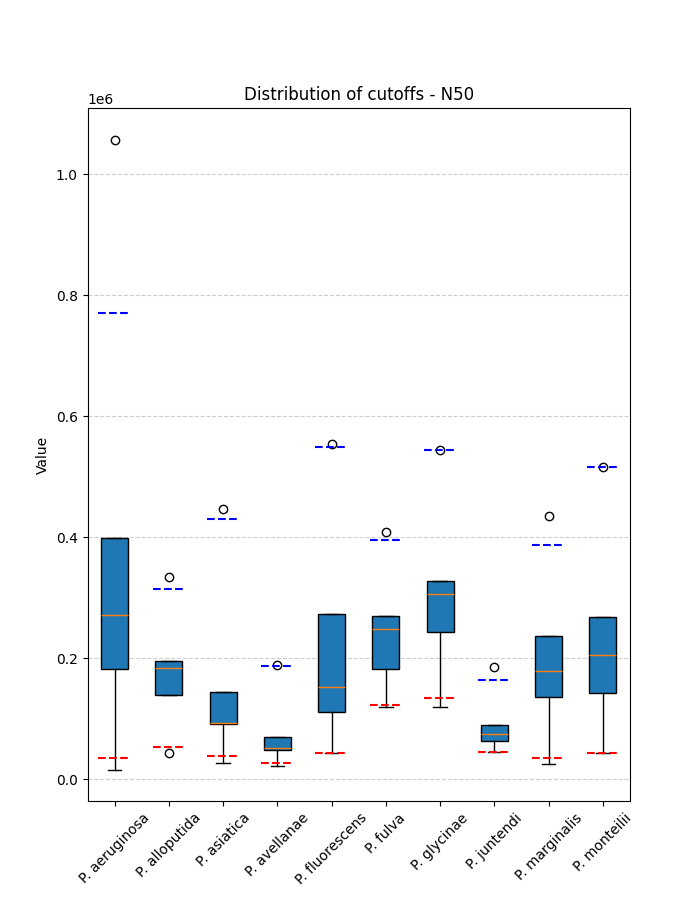 Distribution of cutoffs - N50
1e6
1.0
0.8
0.6
0.4
0.2
0.0
Value
P. aeruginosa
P. alloputida
P. asiatica
P. avellanae
P. fluorescens
P. fulva
P. glycinae
P. juntendi
P. marginalis
P. monteilii